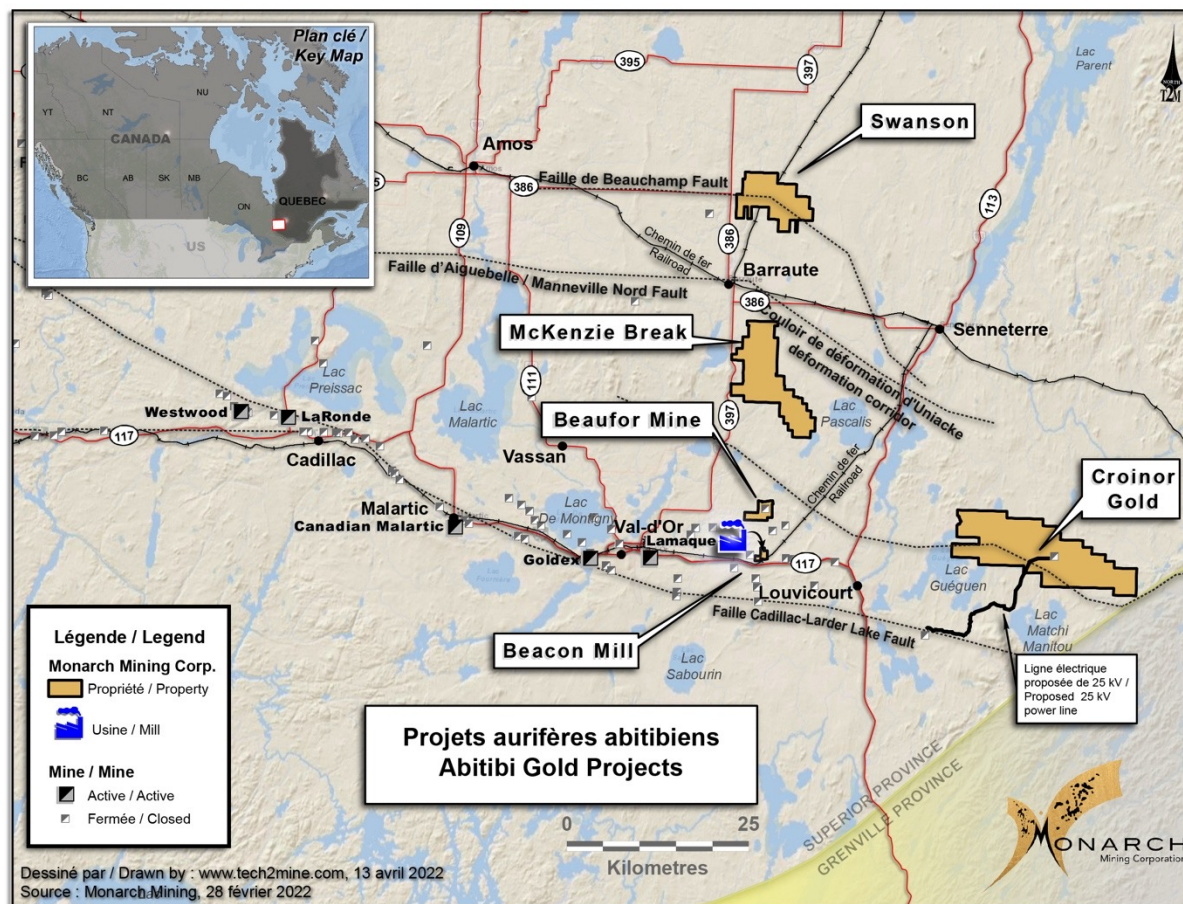 Plan clé /
Key Map
NU
YT
NT
CANADA
BC
AB
SK
MB
ON
QUEBEC
US
395
397
Lac
Parent
NORTH
T2M
Swanson
Amos
386
Faille de Beauchamp Fault
109
386
113
Chemin de fer
Railroad
Barraute
Faille d'Aiguebelle / Manneville Nord Fault
386
Senneterre
McKenzie Break
Couloir de déformation d'Uniacke
deformation corridor
Lac
Preissac
111
Westwood
LaRonde
Lac
Malartic
397
Lac
Pascalis
Beaufor Mine
117
Cadillac
Vassan
Chemin de fer
Railroad
Croinor
Gold
Malartic
Canadian Malartic
Lac
De Montigny
Val-d'Or
Lamaque
Goldex
117
Louvicourt
Lac
Guéguen
Faille Cadillac-Larder Lake Fault
Lac
Matchi
Manitou
Beacon Mill
Lac
Sabourin
Ligne électrique
proposée de 25 kV /
Proposed 25 kV
power line
Légende / Legend
Monarch Mining Corp.
Propriété / Property
Usine / Mill
Mine / Mine
Active / Active
Fermée / Closed
Projets aurifères abitibiens
Abitibi Gold Projects
0 25
Kilometres
SUPERIOR PROVINCE
GRENVILLE PROVINCE
MONARCH
Mining Corporation
Dessiné par / Drawn by : www.tech2mine.com, 13 avril 2022
Source : Monarch Mining, 28 février 2022